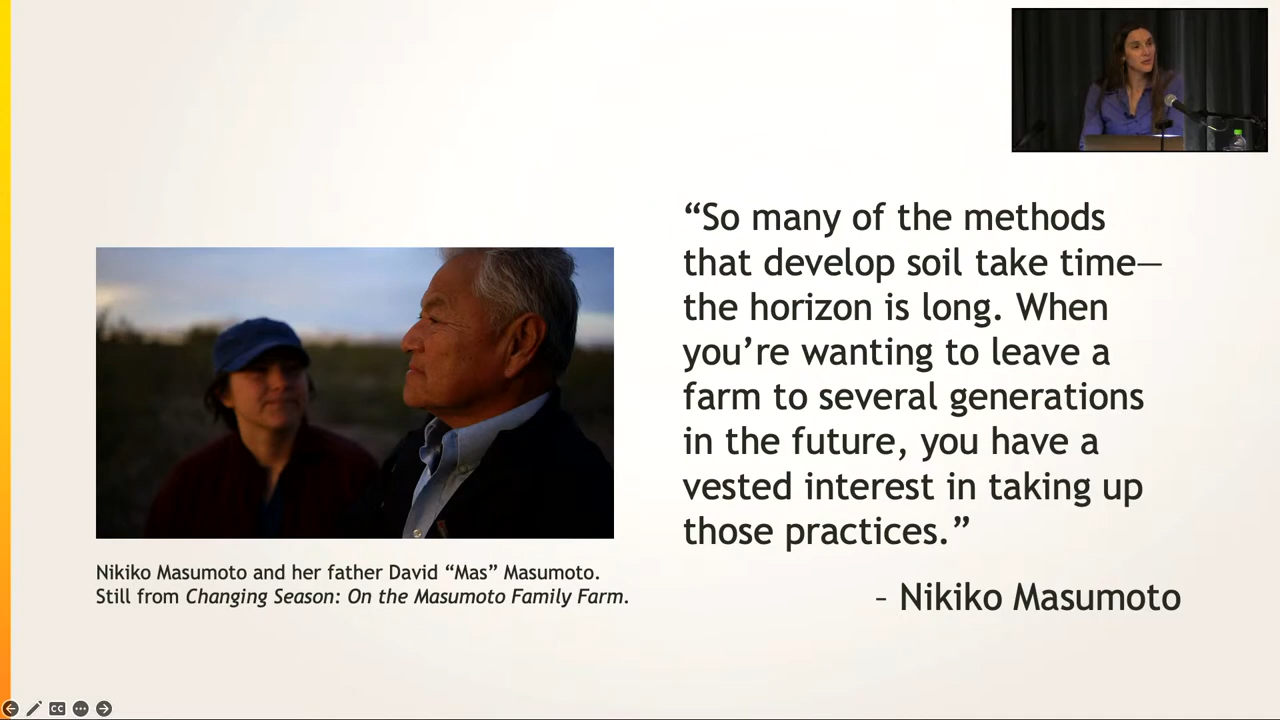 “So many of the methods
that develop soil take time—
the horizon is long. When
you’re wanting to leave a
farm to several generations
in the future, you have a
vested interest in taking up
those practices.”
– Nikiko Masumoto
Nikiko Masumoto and her father David “Mas” Masumoto.
Still from Changing Season: On the Masumoto Family Farm.
CC